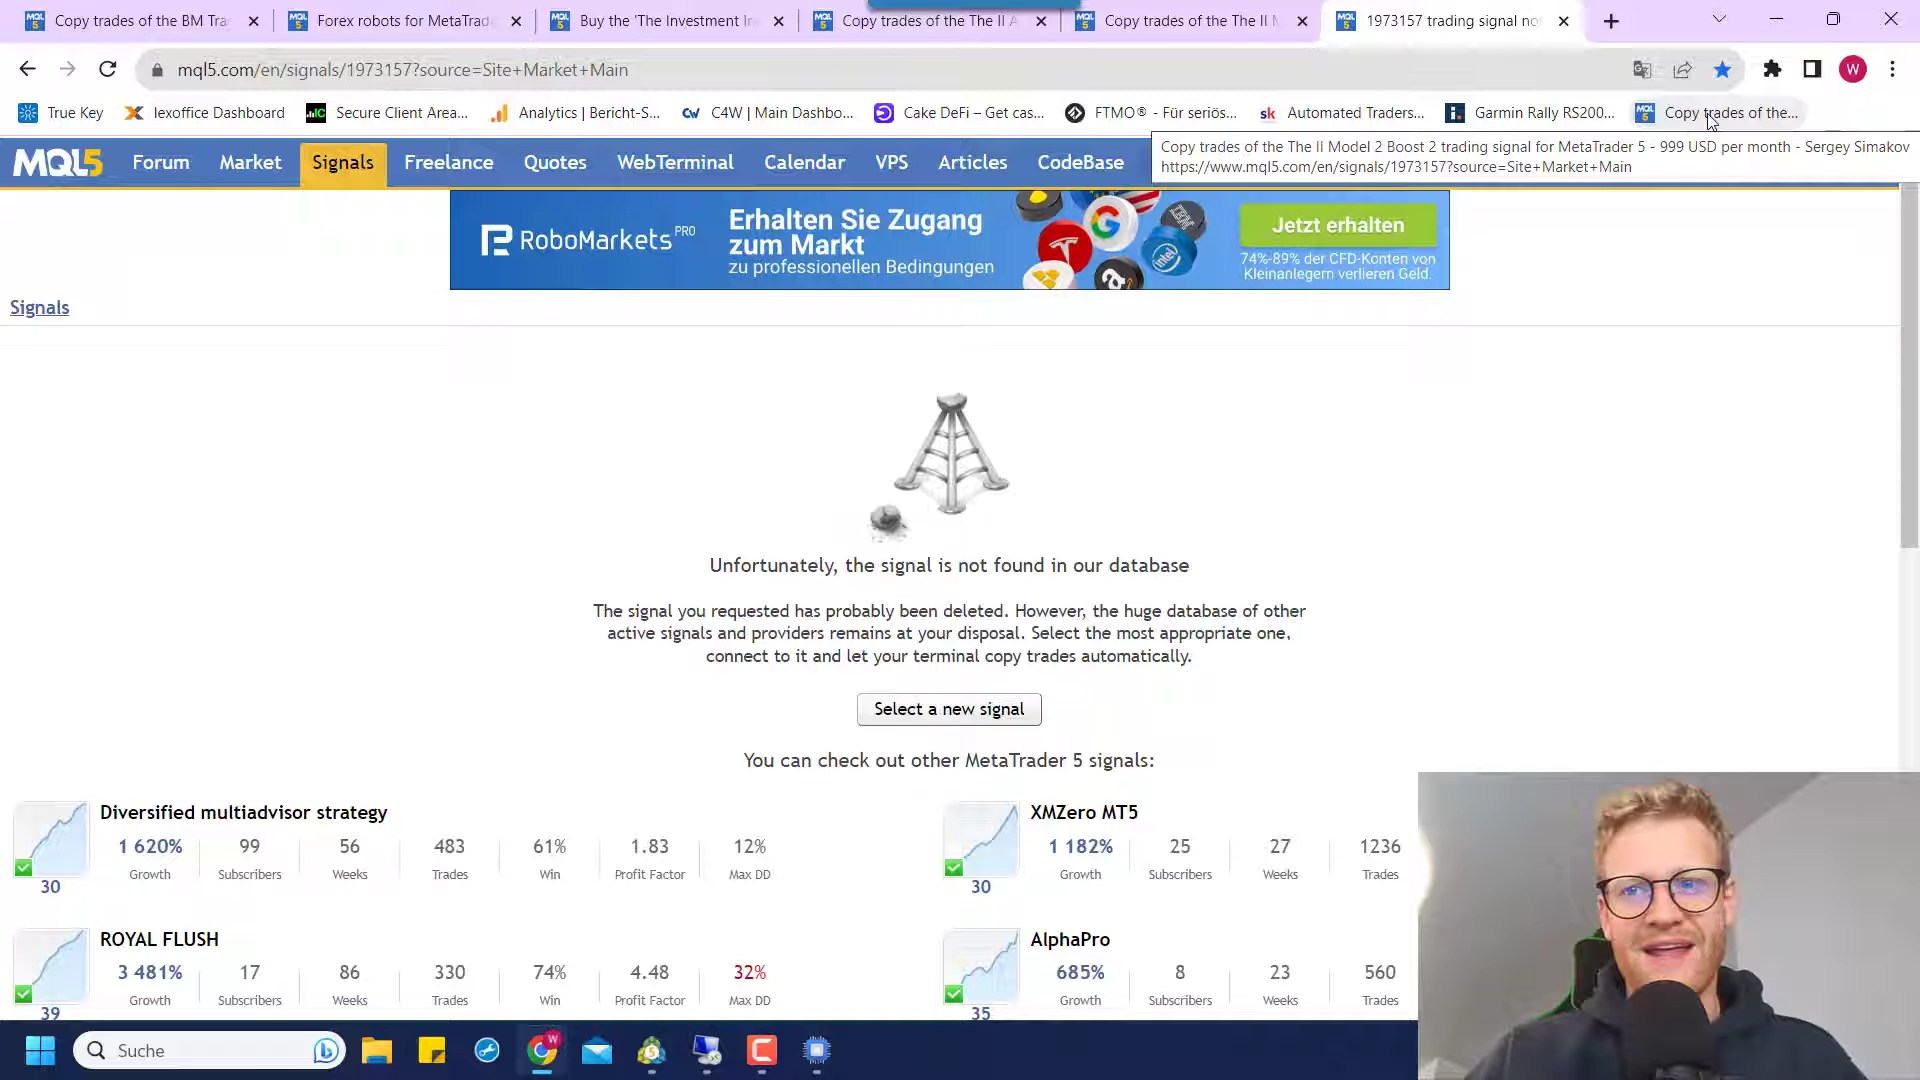 Copy trades of the BM Tra
Forex robots for MetaTrade
Buy the 'The Investment In
Copy trades of the The II A
Copy trades of the The II M
1973157 trading signal no
mql5.com/en/signals/1973157?source=Site+Market+Main
W
True Key
lexoffice Dashboard
Secure Client Area...
Analytics | Bericht-S...
C4W | Main Dashbo...
Cake DeFi – Get cas...
FTMO® - Für seriös...
Automated Traders...
Garmin Rally RS200...
Copy trades of the...
Copy trades of the The II Model 2 Boost 2 trading signal for MetaTrader 5 - 999 USD per month - Sergey Simakov
https://www.mql5.com/en/signals/1973157?source=Site+Market+Main
MQL5
Forum
Market
Signals
Freelance
Quotes
WebTerminal
Calendar
VPS
Articles
CodeBase
RoboMarkets PRO
Erhalten Sie Zugang
zum Markt
zu professionellen Bedingungen
Jetzt erhalten
74%-89% der CFD-Konten von
Kleinanlegern verlieren Geld.
Signals
Unfortunately, the signal is not found in our database
The signal you requested has probably been deleted. However, the huge database of other
active signals and providers remains at your disposal. Select the most appropriate one,
connect to it and let your terminal copy trades automatically.
Select a new signal
You can check out other MetaTrader 5 signals:
Diversified multiadvisor strategy
1 620% 99 56 483 61% 1.83 12%
Growth Subscribers Weeks Trades Win Profit Factor Max DD
30
XMZero MT5
1 182% 25 27 1236
Growth Subscribers Weeks Trades
30
ROYAL FLUSH
3 481% 17 86 330 74% 4.48 32%
Growth Subscribers Weeks Trades Win Profit Factor Max DD
39
AlphaPro
685% 8 23 560
Growth Subscribers Weeks Trades
35
Suche